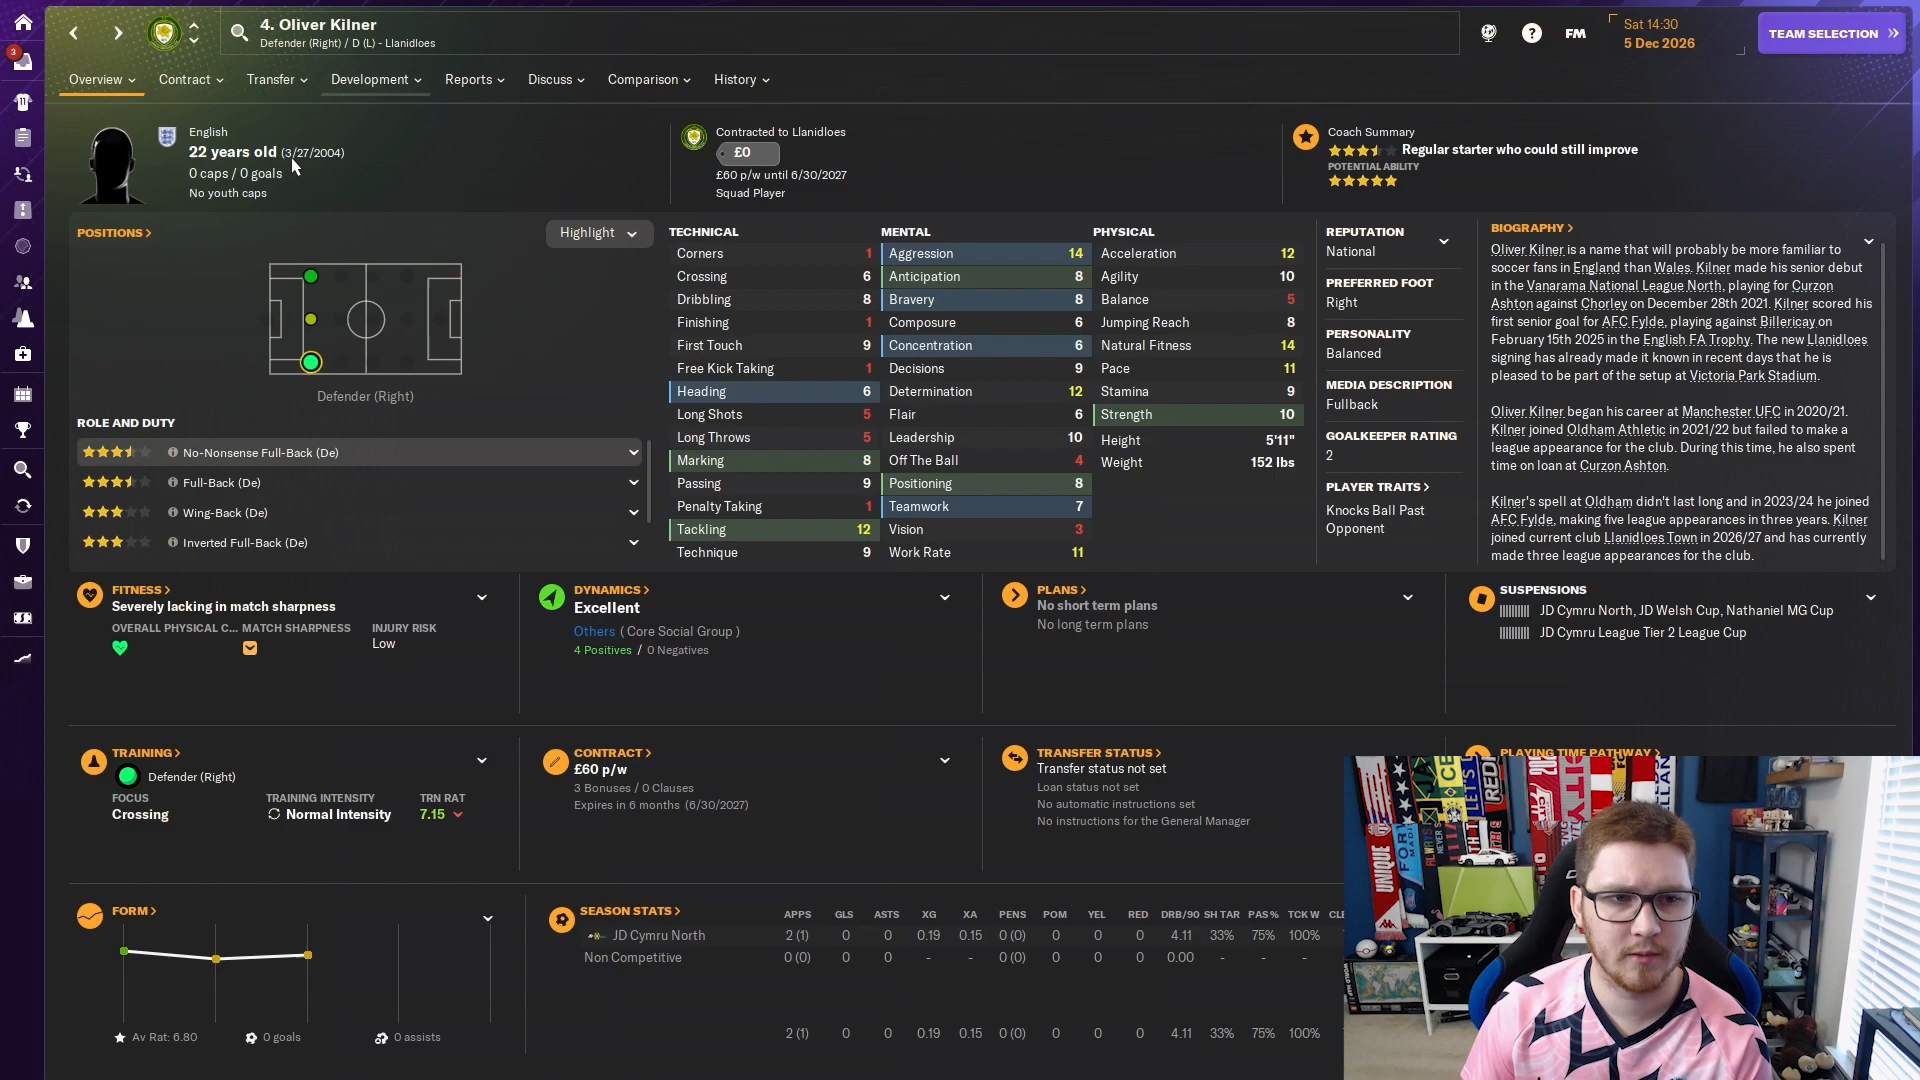 4. Oliver Kilner
Defender (Right) / D (L) - Llanidloes
FM
Sat 14:30
5 Dec 2026
TEAM SELECTION
3
Overview
Contract
Transfer
Development
Reports
Discuss
Comparison
History
English
22 years old (3/27/2004)
0 caps / 0 goals
No youth caps
Contracted to Llanidloes
£0
£60 p/w until 6/30/2027
Squad Player
Coach Summary
Regular starter who could still improve
POTENTIAL ABILITY
POSITIONS >
Highlight
Defender (Right)
ROLE AND DUTY
No-Nonsense Full-Back (De)
Full-Back (De)
Wing-Back (De)
Inverted Full-Back (De)
TECHNICAL
Corners 1
Crossing 6
Dribbling 8
Finishing 1
First Touch 9
Free Kick Taking 1
Heading 6
Long Shots 5
Long Throws 5
Marking 8
Passing 9
Penalty Taking 1
Tackling 12
Technique 9
MENTAL
Aggression 14
Anticipation 8
Bravery 8
Composure 6
Concentration 6
Decisions 9
Determination 12
Flair 6
Leadership 10
Off The Ball 4
Positioning 8
Teamwork 7
Vision 3
Work Rate 11
PHYSICAL
Acceleration 12
Agility 10
Balance 5
Jumping Reach 8
Natural Fitness 14
Pace 11
Stamina 9
Strength 10
Height 5'11"
Weight 152 lbs
REPUTATION
National
PREFERRED FOOT
Right
PERSONALITY
Balanced
MEDIA DESCRIPTION
Fullback
GOALKEEPER RATING
2
PLAYER TRAITS >
Knocks Ball Past
Opponent
BIOGRAPHY >
Oliver Kilner is a name that will probably be more familiar to
soccer fans in England than Wales. Kilner made his senior debut
in the Vanarama National League North, playing for Curzon
Ashton against Chorley on December 28th 2021. Kilner scored his
first senior goal for AFC Fylde, playing against Billericay on
February 15th 2025 in the English FA Trophy. The new Llanidloes
signing has already made it known in recent days that he is
pleased to be part of the setup at Victoria Park Stadium.
Oliver Kilner began his career at Manchester UFC in 2020/21.
Kilner joined Oldham Athletic in 2021/22 but failed to make a
league appearance for the club. During this time, he also spent
time on loan at Curzon Ashton.
Kilner's spell at Oldham didn't last long and in 2023/24 he joined
AFC Fylde, making five league appearances in three years. Kilner
joined current club Llanidloes Town in 2026/27 and has currently
made three league appearances for the club.
FITNESS >
Severely lacking in match sharpness
OVERALL PHYSICAL C... MATCH SHARPNESS INJURY RISK
Low
DYNAMICS >
Excellent
Others ( Core Social Group )
4 Positives / 0 Negatives
PLANS >
No short term plans
No long term plans
SUSPENSIONS
JD Cymru North, JD Welsh Cup, Nathaniel MG Cup
JD Cymru League Tier 2 League Cup
TRAINING >
Defender (Right)
FOCUS TRAINING INTENSITY TRN RAT
Crossing Normal Intensity 7.15
CONTRACT >
£60 p/w
3 Bonuses / 0 Clauses
Expires in 6 months (6/30/2027)
TRANSFER STATUS >
Transfer status not set
Loan status not set
No automatic instructions set
No instructions for the General Manager
PLAYING TIME PATHWAY >
FORM >
Av Rat: 6.80 0 goals 0 assists
SEASON STATS > APPS GLS ASTS XG XA PENS POM YEL RED DRB/90 SH TAR PAS% TCK W CLE
JD Cymru North 2 (1) 0 0 0.19 0.15 0 (0) 0 0 0 4.11 33% 75% 100%
Non Competitive 0 (0) 0 0 - - 0 (0) 0 0 0 0.00 - - -
2 (1) 0 0 0.19 0.15 0 (0) 0 0 0 4.11 33% 75% 100%